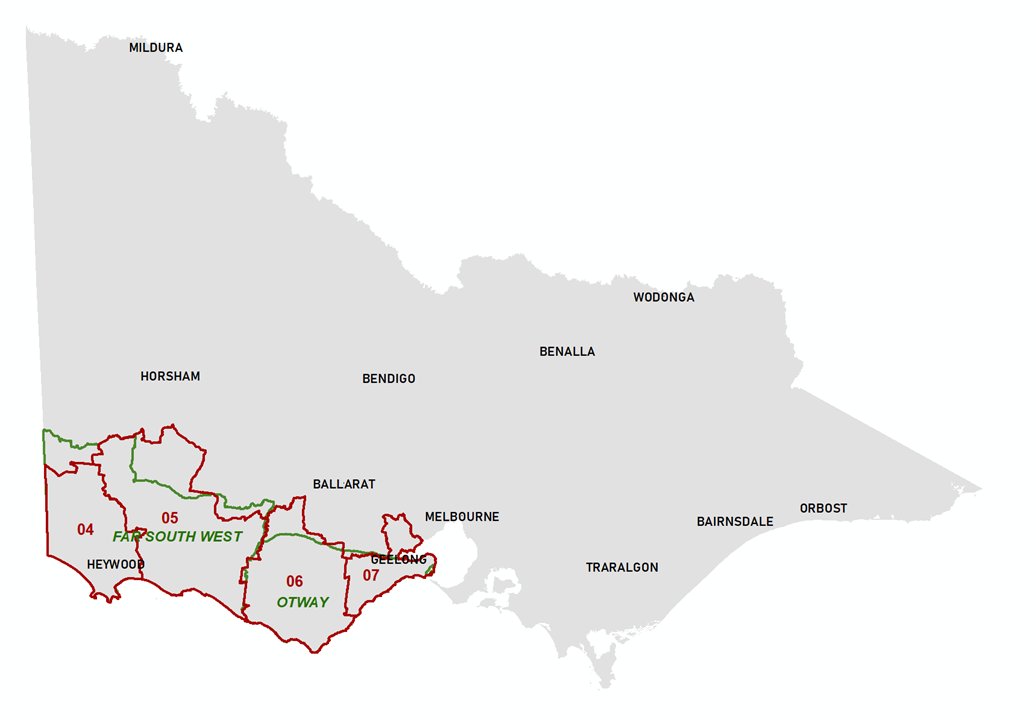 MILDURA
WODONGA
BENALLA
HORSHAM
BENDIGO
BALLARAT
ORBOST
MELBOURNE
BAIRNSDALE
05
04
FAR SOUTH WEST
GEELONG
HEYWOOD
TRARALGON
07
06
OTWAY